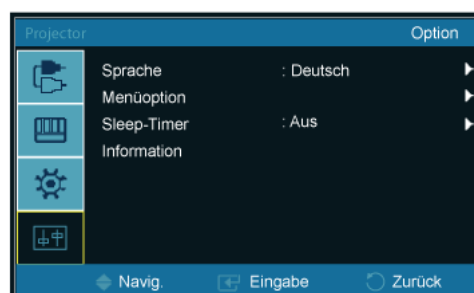 Projector Option
Sprache : Deutsch
Menüoption
Sleep-Timer : Aus
Information
Navig. Eingabe Zurück